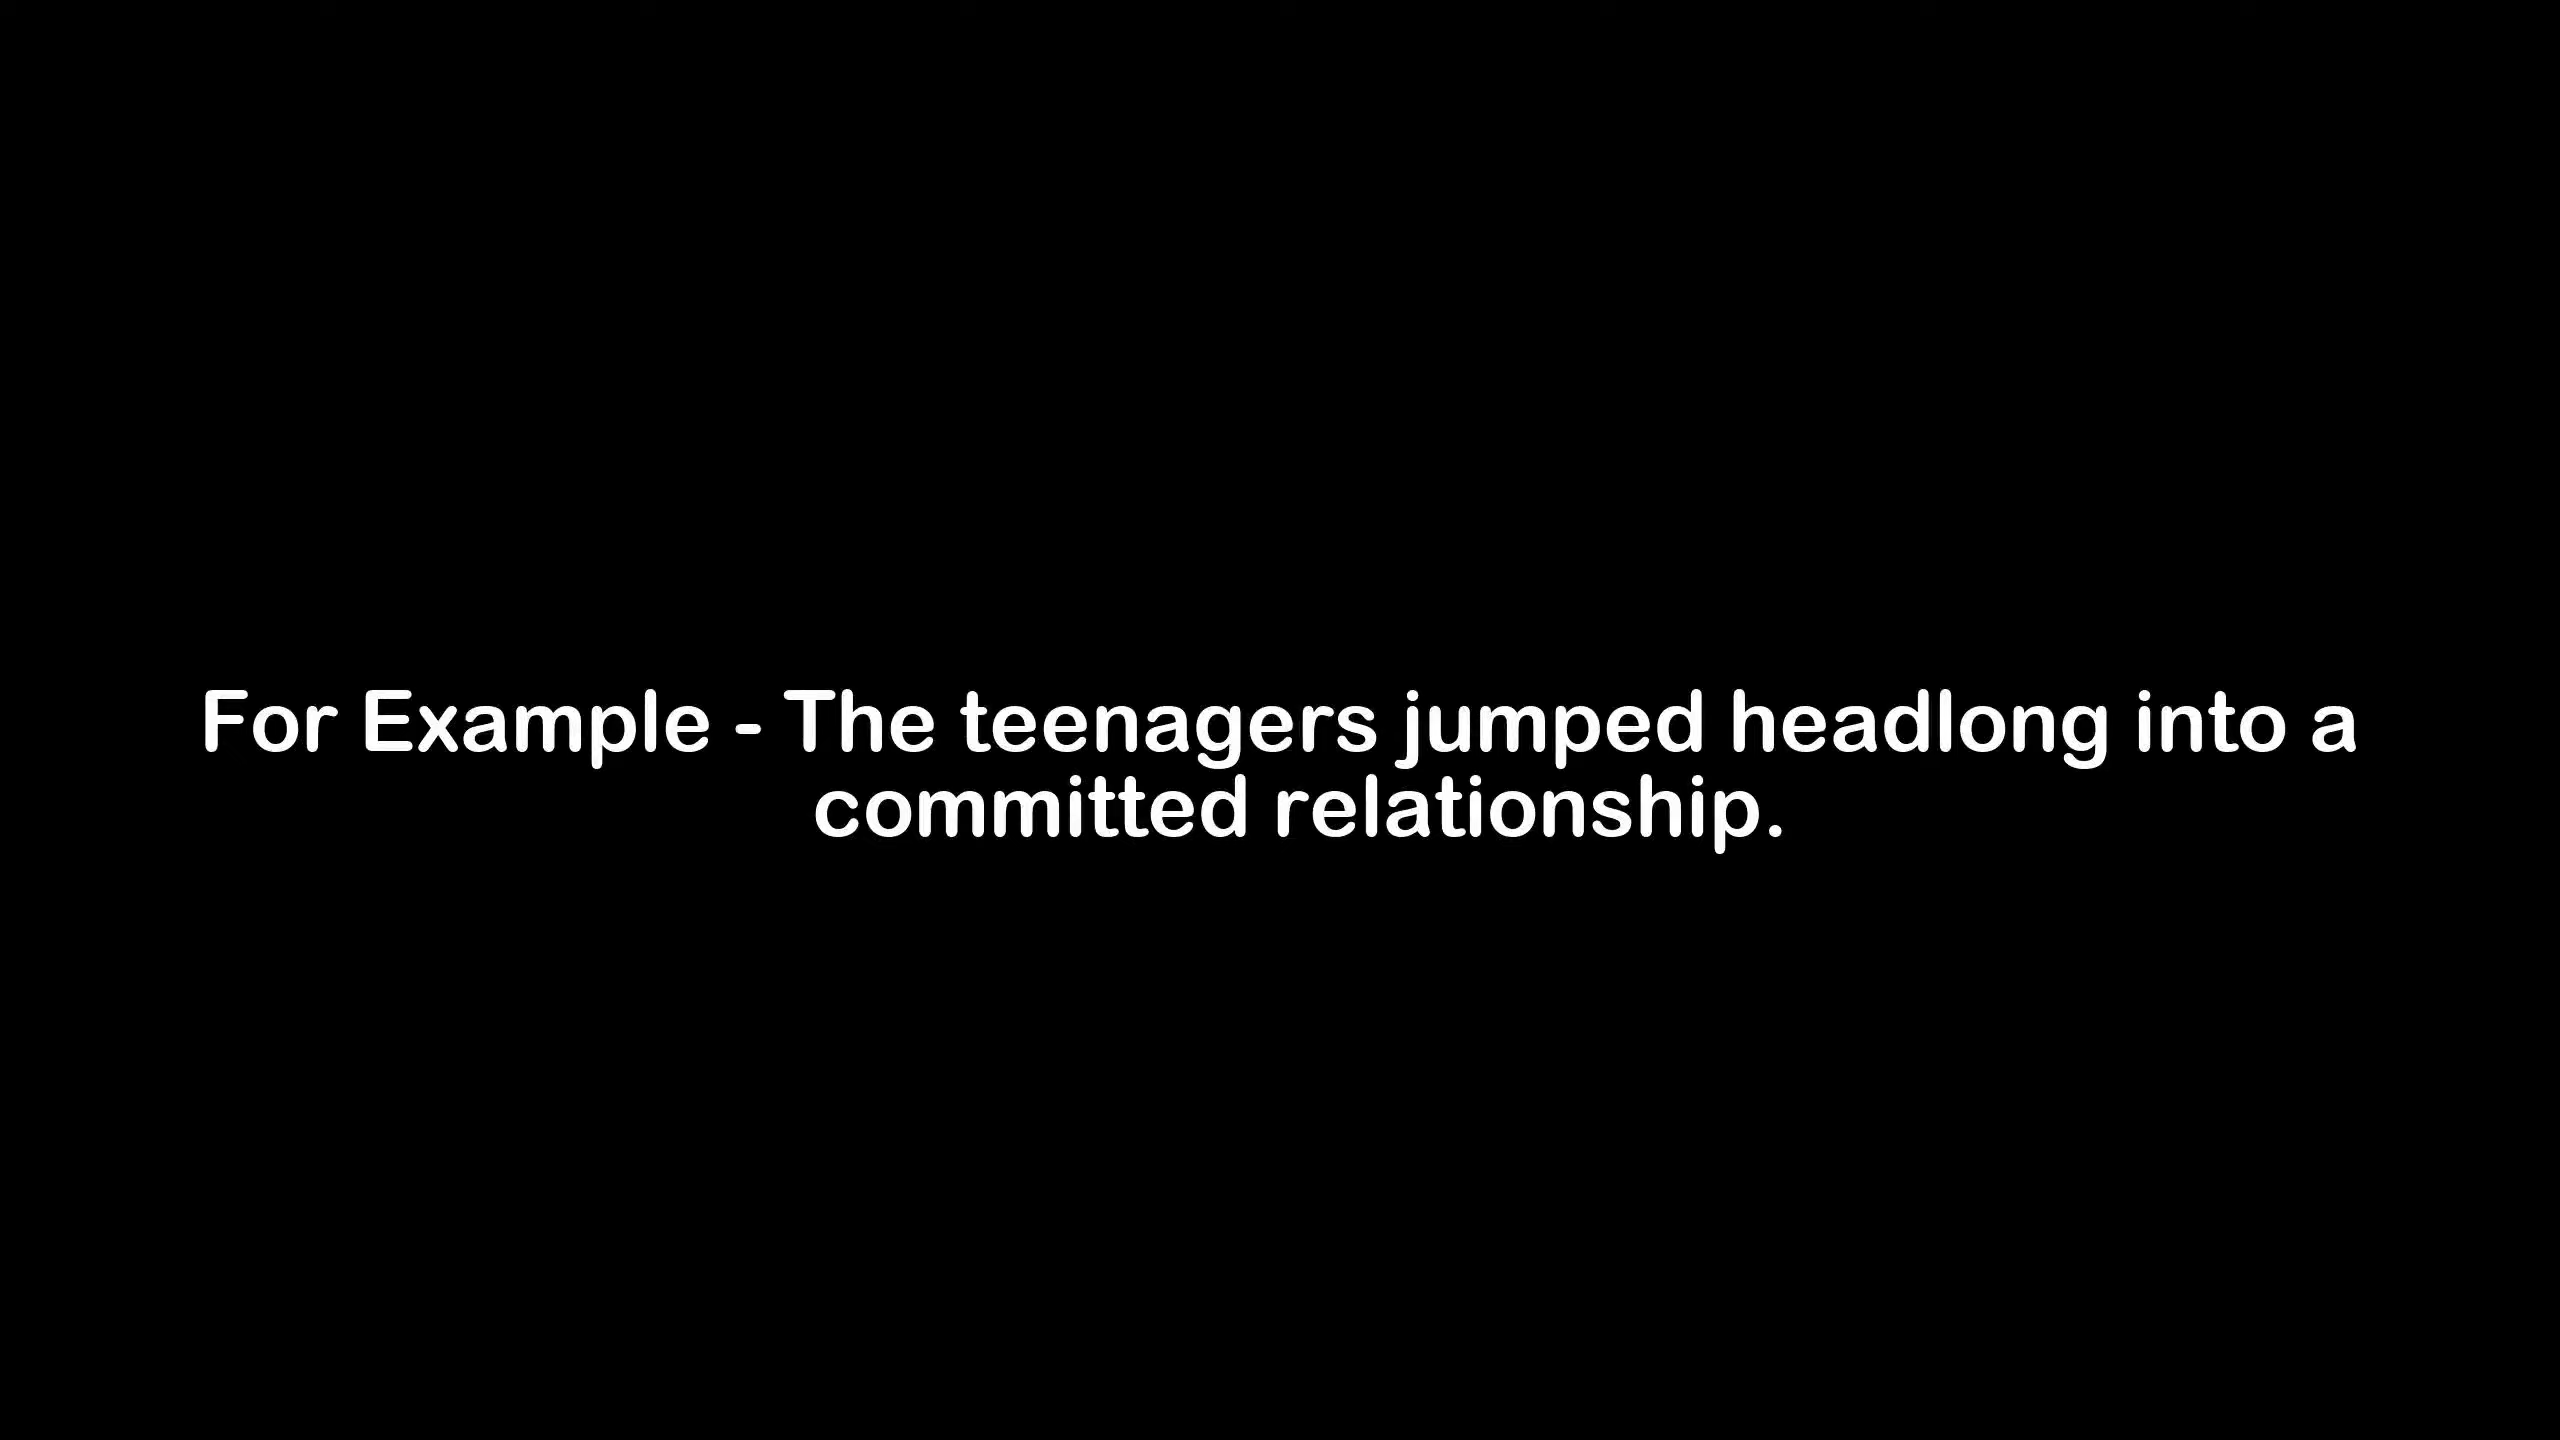 For Example - The teenagers jumped headlong into a
committed relationship.